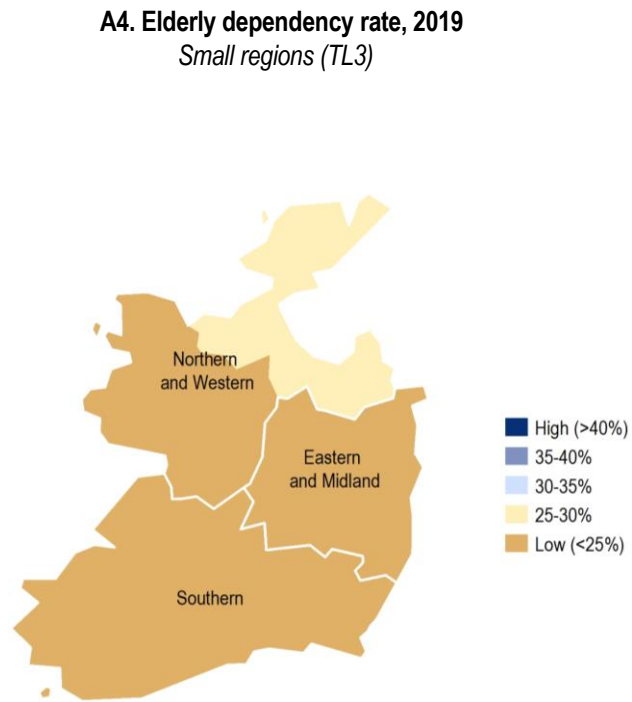 A4. Elderly dependency rate, 2019
Small regions (TL3)
Northern
and Western
Eastern
and Midland
Southern
High (>40%)
35-40%
30-35%
25-30%
Low (<25%)